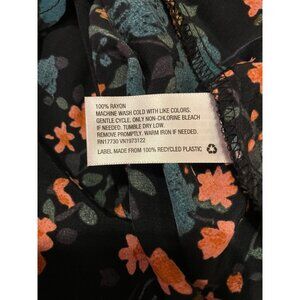 100% RAYON
MACHINE WASH COLD WITH LIKE COLORS.
GENTLE CYCLE, ONLY NON-CHLORINE BLEACH
IF NEEDED. TUMBLE DRY LOW.
REMOVE PROMPTLY. WARM IRON IF NEEDED.
RN17730 VN1973122
LABEL MADE FROM 100% RECYCLED PLASTIC